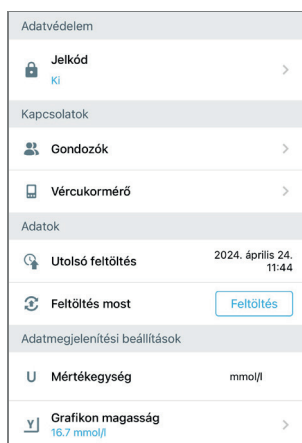 Adatvédelem
Jelkód
Ki
Kapcsolatok
Gondozók
Vércukormérő
Adatok
Utolsó feltöltés
2024. április 24.
11:44
Feltöltés most
Feltöltés
Adatmegjelenítési beállítások
U Mértékegység
mmol/l
Y Grafikon magasság
16.7 mmol/l